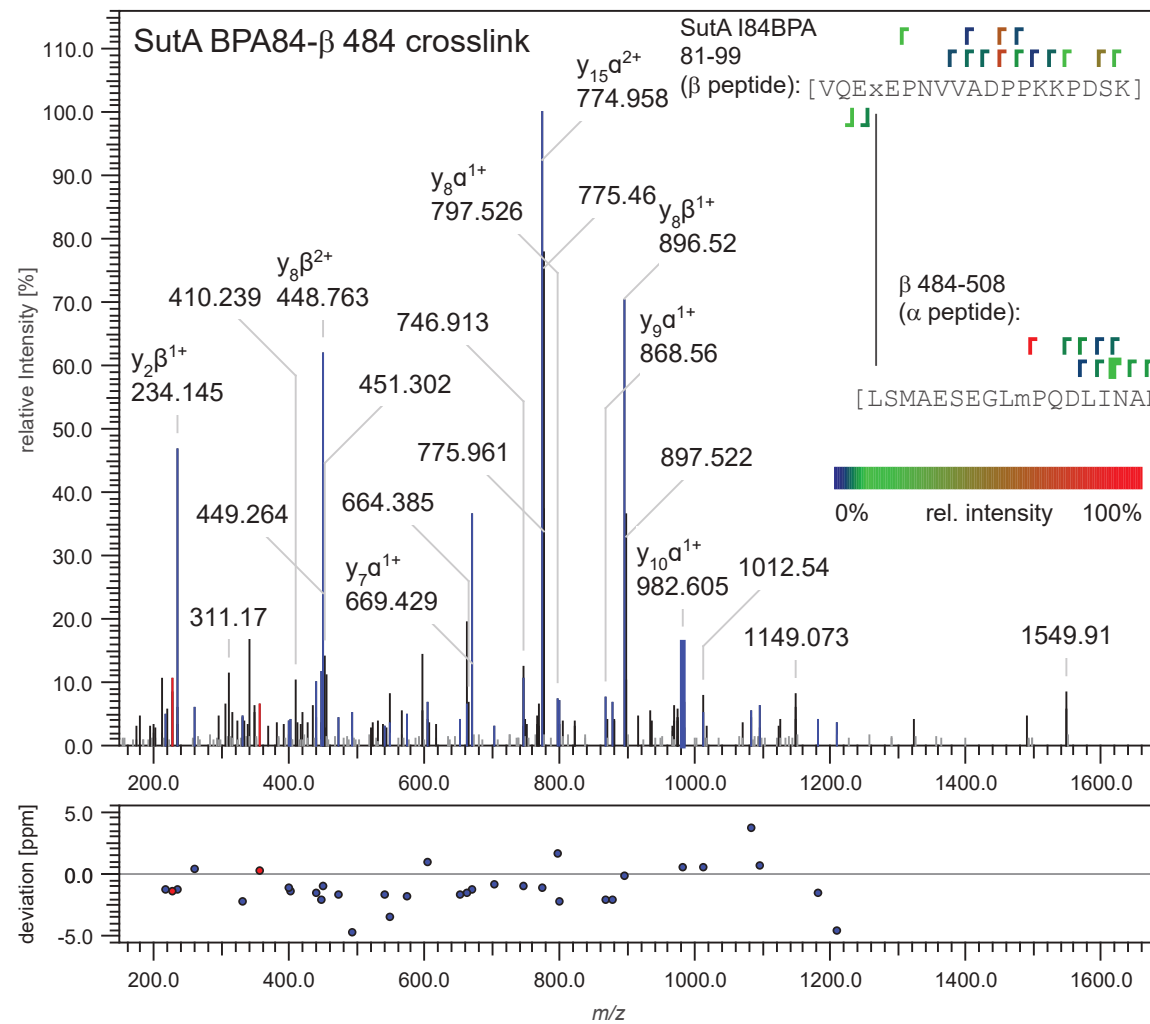 SutA BPA84-β 484 crosslink
SutA I84BPA
81-99
(β peptide): [VQExEPNVVADPPKKPDSK]
β 484-508
(α peptide):
[LSMAESEGLmPQDLINA
0% rel. intensity 100%
y15α2+
774.958
y8α1+
797.526
775.46
y8β1+
896.52
y8β2+
448.763
410.239
746.913
y9α1+
868.56
y2β1+
234.145
451.302
775.961
897.522
449.264
664.385
y7α1+
669.429
y10α1+
982.605
1012.54
311.17
1149.073
1549.91
relative Intensity [%]
110.0
100.0
90.0
80.0
70.0
60.0
50.0
40.0
30.0
20.0
10.0
0.0
200.0 400.0 600.0 800.0 1000.0 1200.0 1400.0 1600.0
deviation [ppm]
5.0
0.0
-5.0
200.0 400.0 600.0 800.0 1000.0 1200.0 1400.0 1600.0
m/z